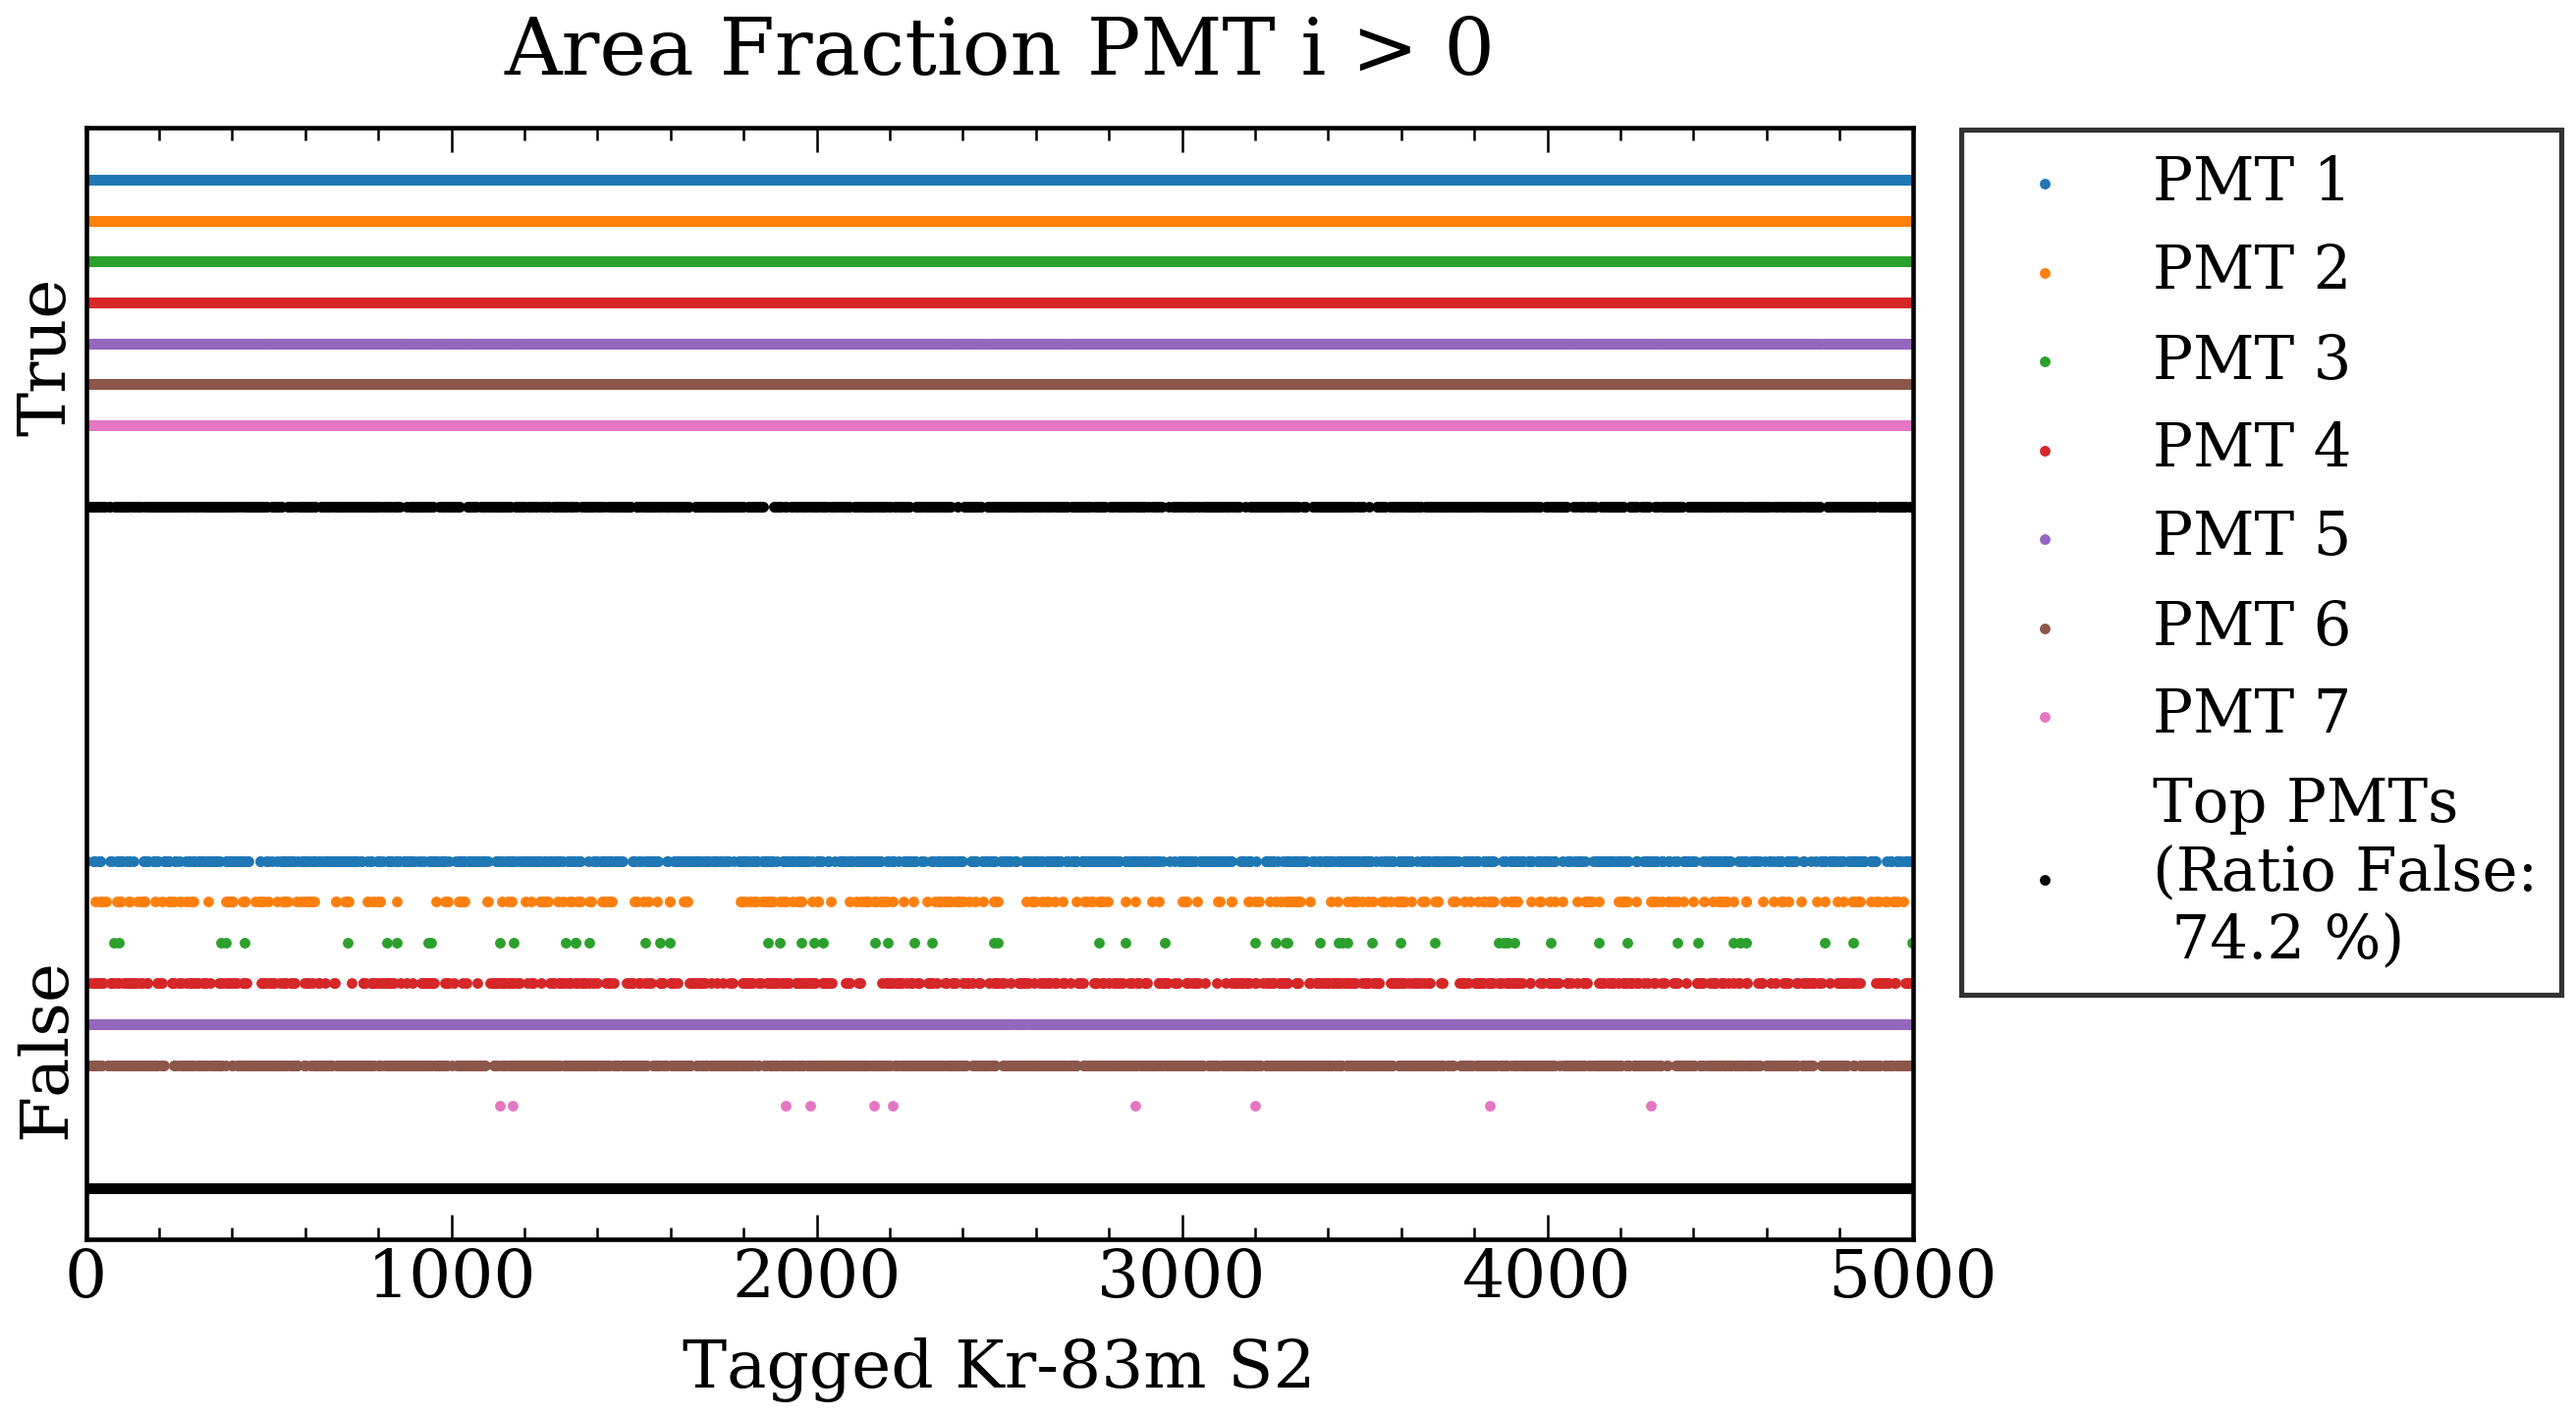 Area Fraction PMT i > 0
True
False
0 1000 2000 3000 4000 5000
Tagged Kr-83m S2
PMT 1
PMT 2
PMT 3
PMT 4
PMT 5
PMT 6
PMT 7
Top PMTs
(Ratio False:
74.2 %)